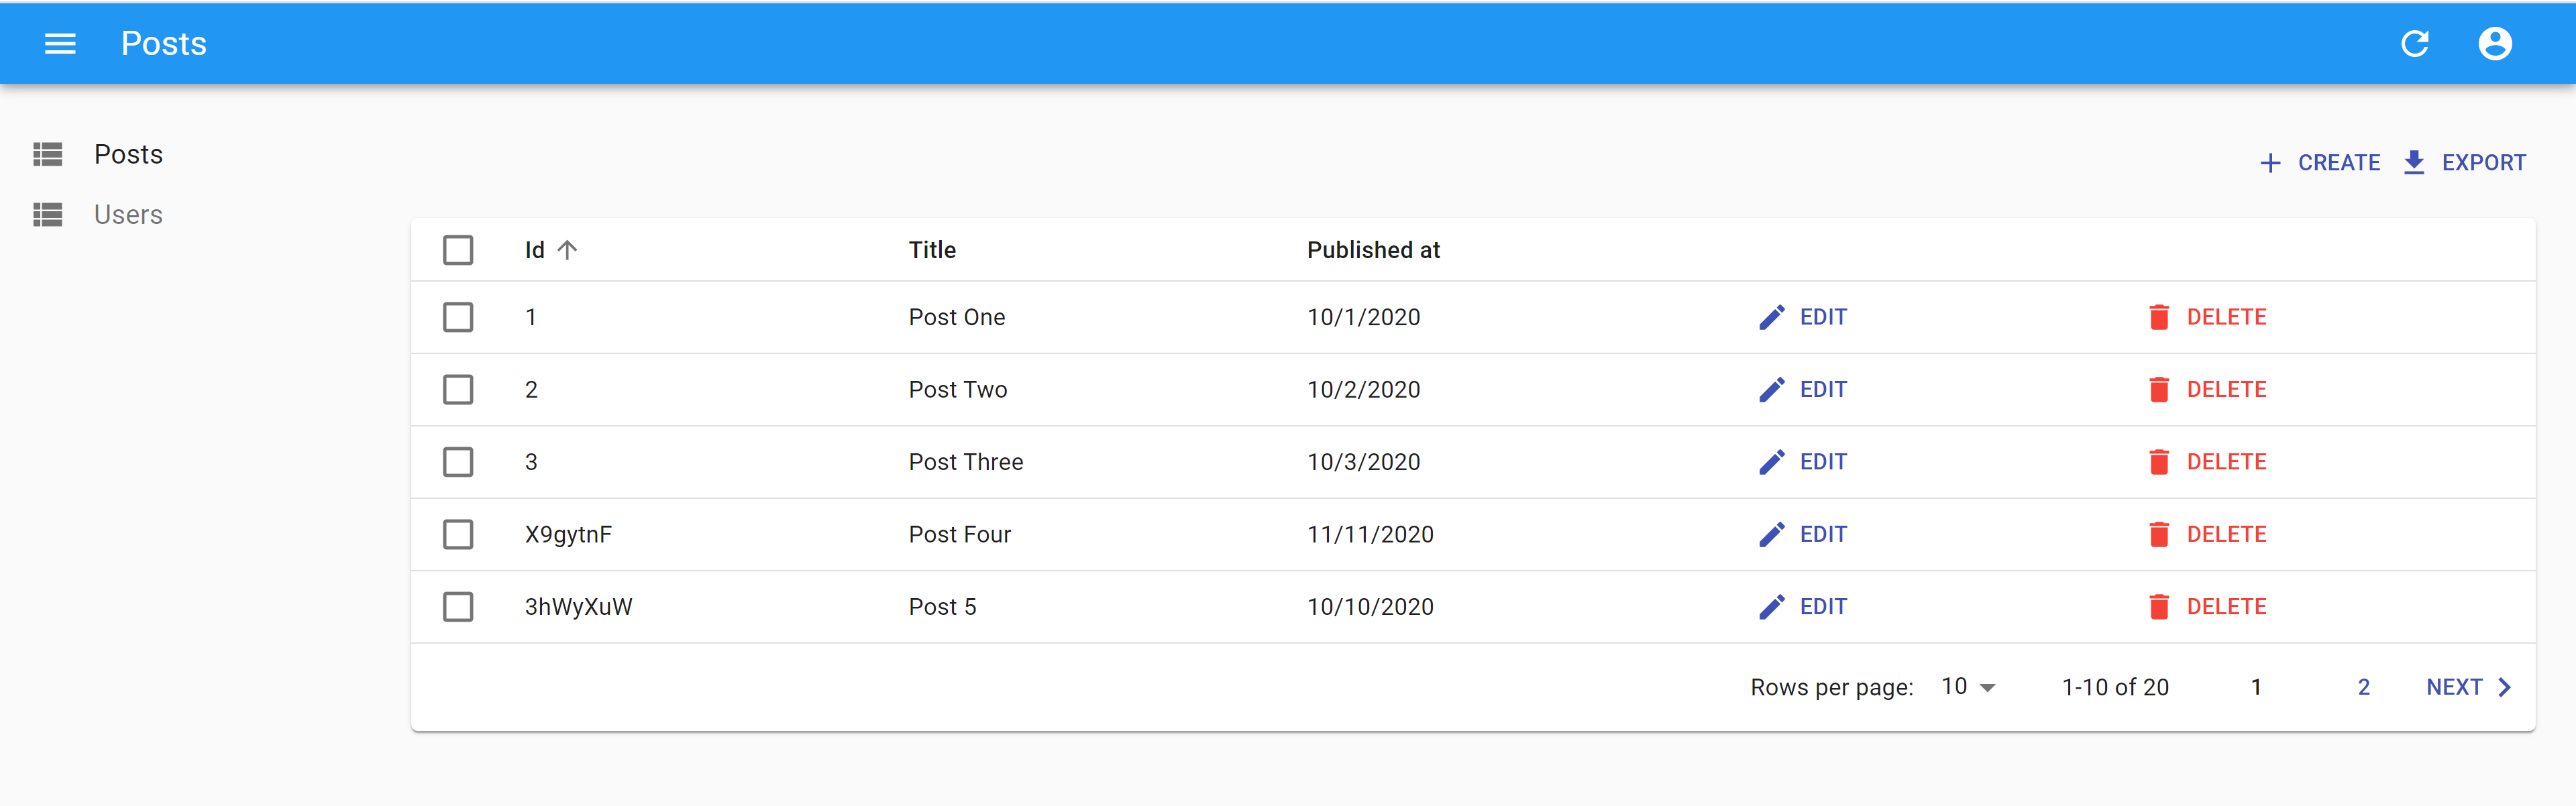 Posts
Posts
Users
CREATE EXPORT
Id Title Published at
1 Post One 10/1/2020 EDIT DELETE
2 Post Two 10/2/2020 EDIT DELETE
3 Post Three 10/3/2020 EDIT DELETE
X9gytnF Post Four 11/11/2020 EDIT DELETE
3hWyXuW Post 5 10/10/2020 EDIT DELETE
Rows per page: 10 1-10 of 20 1 2 NEXT